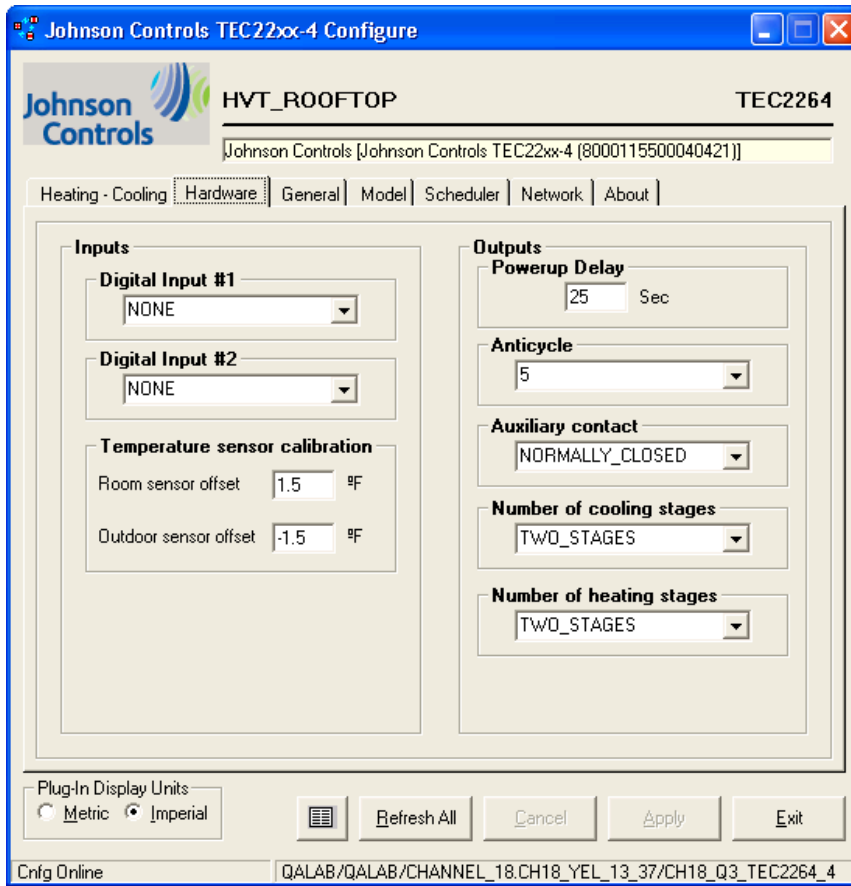 Johnson Controls TEC22xx-4 Configure
Johnson
Controls
HVT_ROOFTOP
TEC2264
Johnson Controls [Johnson Controls TEC22xx-4 (8000115500040421)]
Heating - Cooling
Hardware
General
Model
Scheduler
Network
About
Inputs
Digital Input #1
NONE
Digital Input #2
NONE
Temperature sensor calibration
Room sensor offset 1.5 ºF
Outdoor sensor offset -1.5 ºF
Outputs
Powerup Delay
25 Sec
Anticycle
5
Auxiliary contact
NORMALLY_CLOSED
Number of cooling stages
TWO_STAGES
Number of heating stages
TWO_STAGES
Plug-In Display Units
Metric Imperial
Refresh All
Cancel
Apply
Exit
Cnfg Online
QALAB/QALAB/CHANNEL_18.CH18_YEL_13_37/CH18_Q3_TEC2264_4